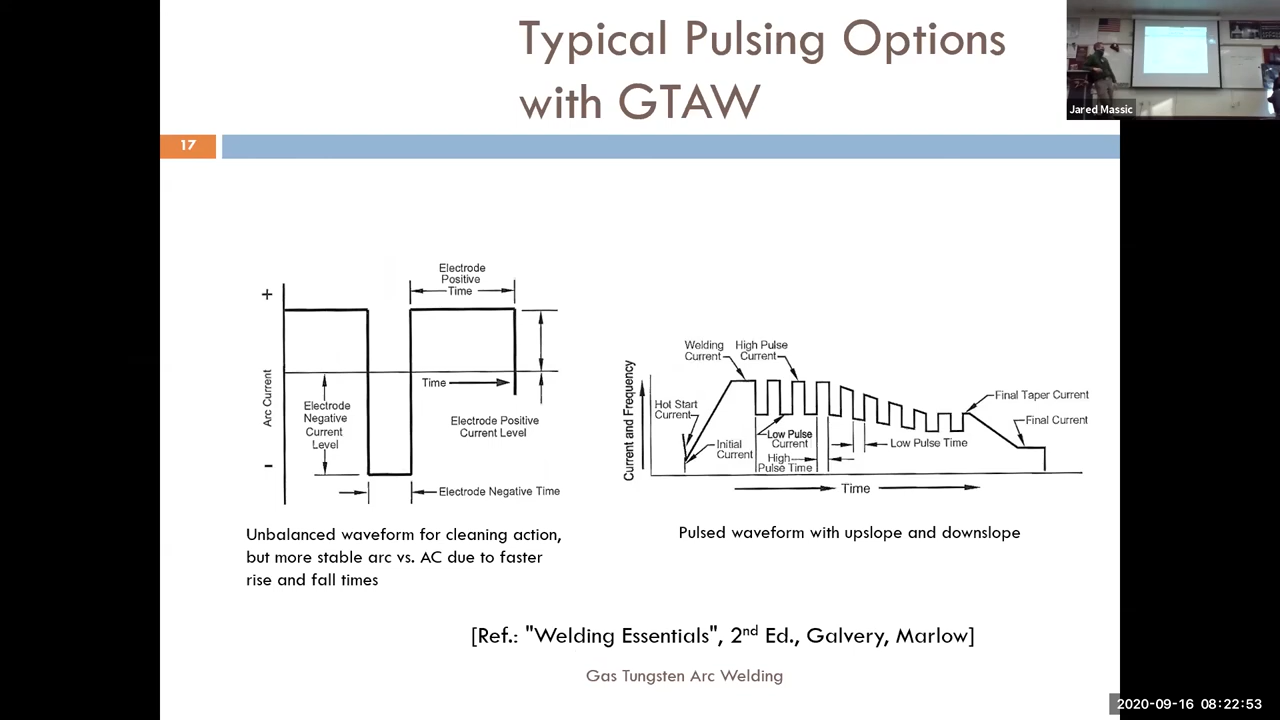 Typical Pulsing Options
with GTAW
Jared Massic
17
Electrode
Positive
Time
+
Arc Current
Time
Electrode
Negative
Current
Level
Electrode Positive
Current Level
-
Electrode Negative Time
Unbalanced waveform for cleaning action,
but more stable arc vs. AC due to faster
rise and fall times
Current and Frequency
Welding
Current
High Pulse
Current
Hot Start
Current
Initial
Current
Low Pulse
Current
High
Pulse Time
Low Pulse Time
Final Taper Current
Final Current
Time
Pulsed waveform with upslope and downslope
[Ref.: "Welding Essentials", 2nd Ed., Galvery, Marlow]
Gas Tungsten Arc Welding
2020-09-16 08:22:53